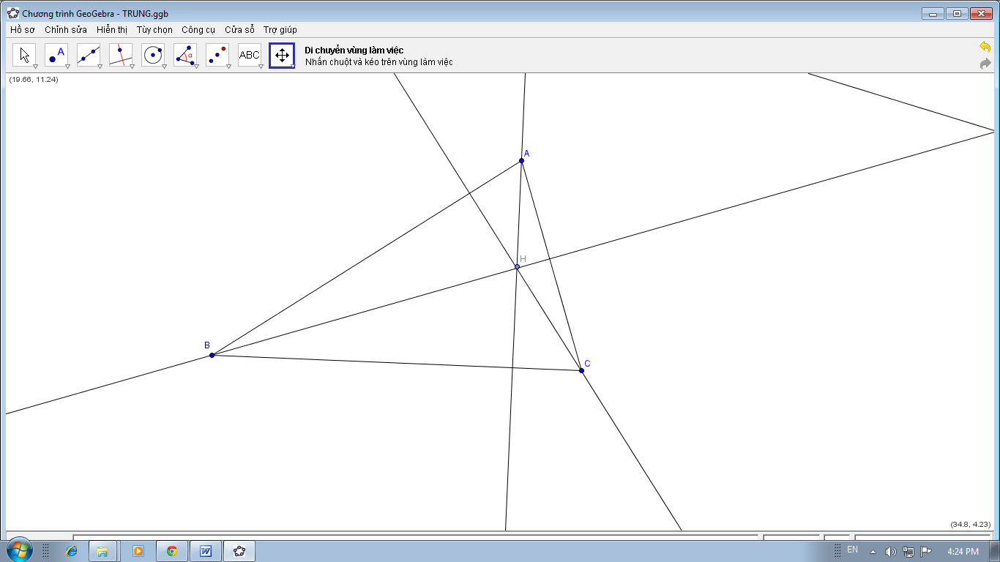 Chương trình GeoGebra - TRUNG.ggb
Hồ sơ Chỉnh sửa Hiển thị Tùy chọn Công cụ Cửa sổ Trợ giúp
A α ABC
Di chuyển vùng làm việc
Nhấn chuột và kéo trên vùng làm việc
(19.66, 11.24)
A
H
B
C
(34.8, 4.23)
EN 4:24 PM